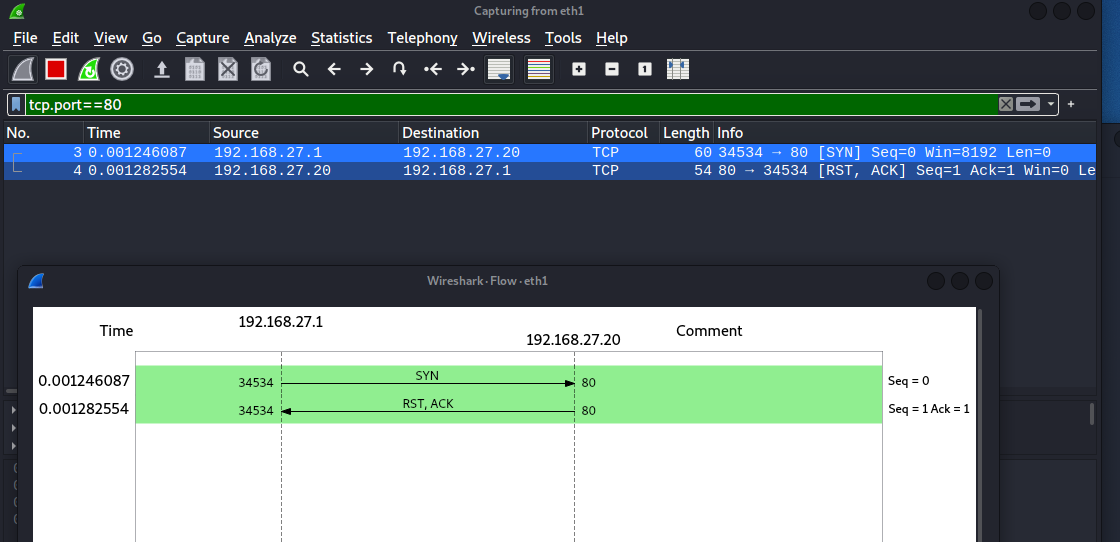 Capturing from eth1
File Edit View Go Capture Analyze Statistics Telephony Wireless Tools Help
tcp.port==80
No. Time Source Destination Protocol Length Info
3 0.001246087 192.168.27.1 192.168.27.20 TCP 60 34534 → 80 [SYN] Seq=0 Win=8192 Len=0
4 0.001282554 192.168.27.20 192.168.27.1 TCP 54 80 → 34534 [RST, ACK] Seq=1 Ack=1 Win=0 Le
Wireshark · Flow · eth1
Time 192.168.27.1 192.168.27.20 Comment
0.001246087 34534 SYN 80 Seq = 0
0.001282554 34534 RST, ACK 80 Seq = 1 Ack = 1